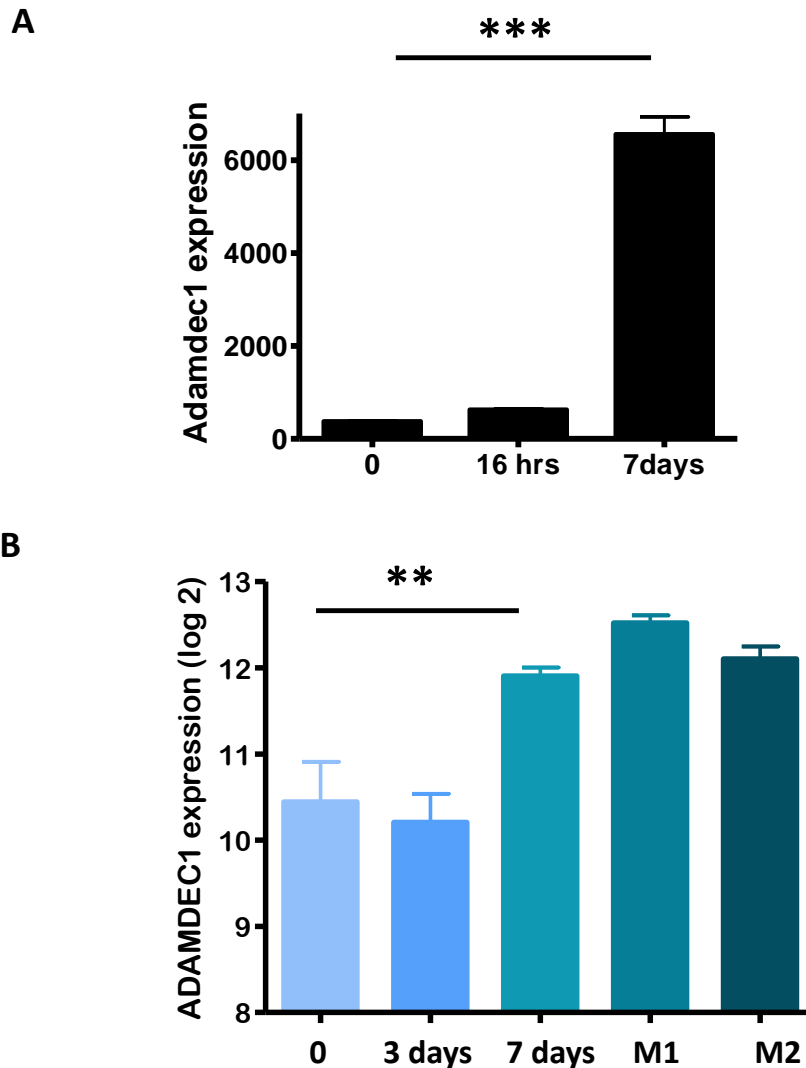 A
***
Adamdec1 expression
6000
4000
2000
0
0 16 hrs 7days
B
**
ADAMDEC1 expression (log 2)
13
12
11
10
9
8
0 3 days 7 days M1 M2